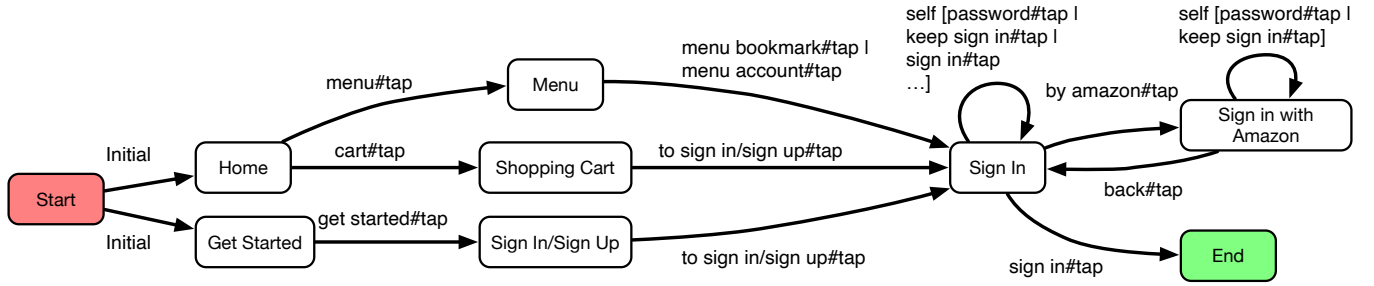 self [password#tap |
keep sign in#tap |
sign in#tap
…]
self [password#tap |
keep sign in#tap]
menu bookmark#tap |
menu account#tap
menu#tap
Menu
by amazon#tap
Sign in with
Amazon
Initial
Home
cart#tap
Shopping Cart
to sign in/sign up#tap
Sign In
back#tap
Start
Initial
Get Started
get started#tap
Sign In/Sign Up
to sign in/sign up#tap
sign in#tap
End